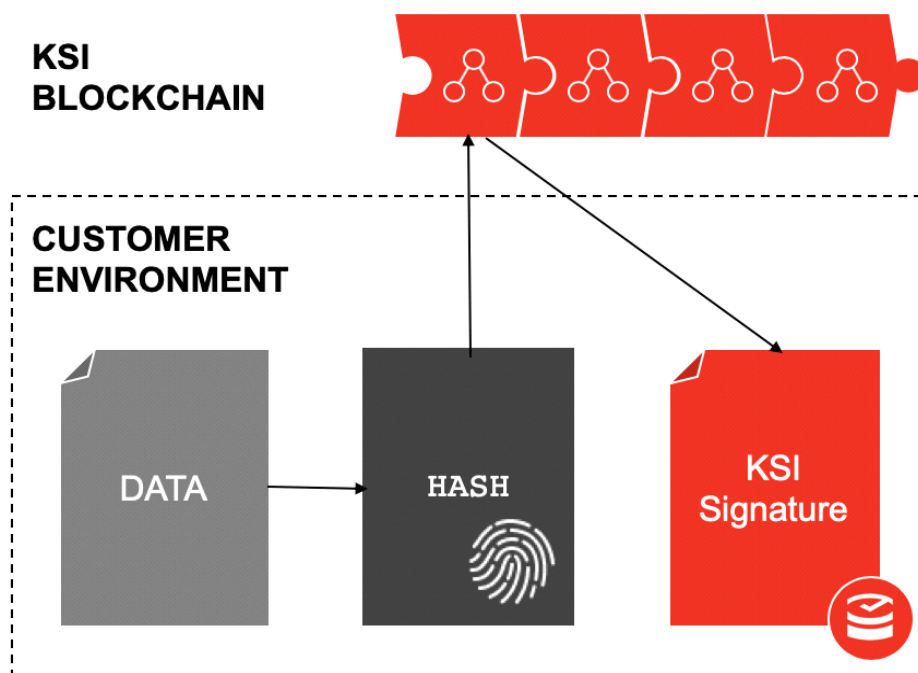 KSI
BLOCKCHAIN
CUSTOMER
ENVIRONMENT
DATA
HASH
KSI
Signature